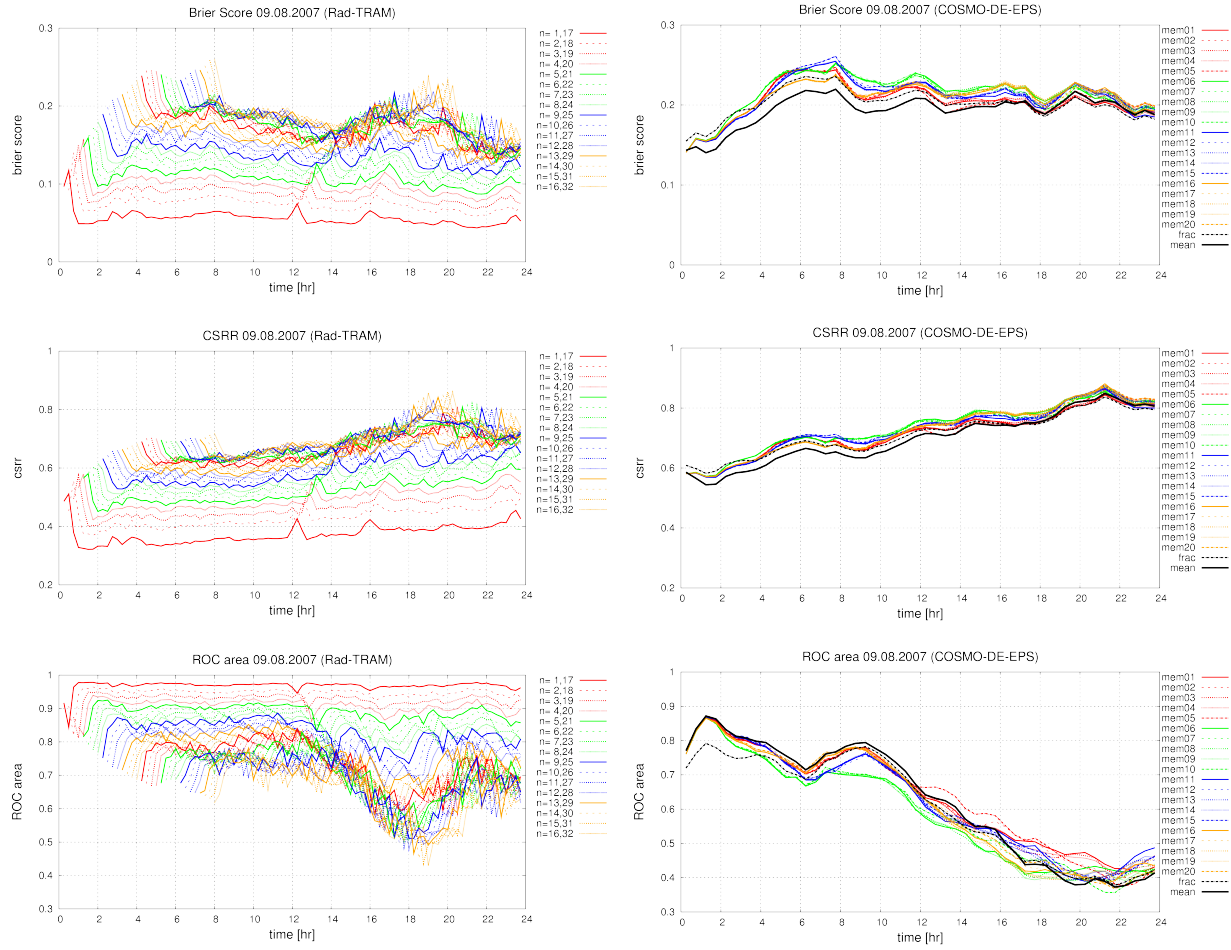 Brier Score 09.08.2007 (Rad-TRAM)
0.3
0.2
0.1
0
brier score
0 2 4 6 8 10 12 14 16 18 20 22 24
time [hr]
n= 1,17
n= 2,18
n= 3,19
n= 4,20
n= 5,21
n= 6,22
n= 7,23
n= 8,24
n= 9,25
n=10,26
n=11,27
n=12,28
n=13,29
n=14,30
n=15,31
n=16,32
Brier Score 09.08.2007 (COSMO-DE-EPS)
0.3
0.2
0.1
0
brier score
0 2 4 6 8 10 12 14 16 18 20 22 24
time [hr]
mem01
mem02
mem03
mem04
mem05
mem06
mem07
mem08
mem09
mem10
mem11
mem12
mem13
mem14
mem15
mem16
mem17
mem18
mem19
mem20
frac
mean
CSRR 09.08.2007 (Rad-TRAM)
1
0.8
0.6
0.4
0.2
csrr
0 2 4 6 8 10 12 14 16 18 20 22 24
time [hr]
n= 1,17
n= 2,18
n= 3,19
n= 4,20
n= 5,21
n= 6,22
n= 7,23
n= 8,24
n= 9,25
n=10,26
n=11,27
n=12,28
n=13,29
n=14,30
n=15,31
n=16,32
CSRR 09.08.2007 (COSMO-DE-EPS)
1
0.8
0.6
0.4
0.2
csrr
0 2 4 6 8 10 12 14 16 18 20 22 24
time [hr]
mem01
mem02
mem03
mem04
mem05
mem06
mem07
mem08
mem09
mem10
mem11
mem12
mem13
mem14
mem15
mem16
mem17
mem18
mem19
mem20
frac
mean
ROC area 09.08.2007 (Rad-TRAM)
1
0.9
0.8
0.7
0.6
0.5
0.4
0.3
ROC area
0 2 4 6 8 10 12 14 16 18 20 22 24
time [hr]
n= 1,17
n= 2,18
n= 3,19
n= 4,20
n= 5,21
n= 6,22
n= 7,23
n= 8,24
n= 9,25
n=10,26
n=11,27
n=12,28
n=13,29
n=14,30
n=15,31
n=16,32
ROC area 09.08.2007 (COSMO-DE-EPS)
1
0.9
0.8
0.7
0.6
0.5
0.4
0.3
ROC area
0 2 4 6 8 10 12 14 16 18 20 22 24
time [hr]
mem01
mem02
mem03
mem04
mem05
mem06
mem07
mem08
mem09
mem10
mem11
mem12
mem13
mem14
mem15
mem16
mem17
mem18
mem19
mem20
frac
mean